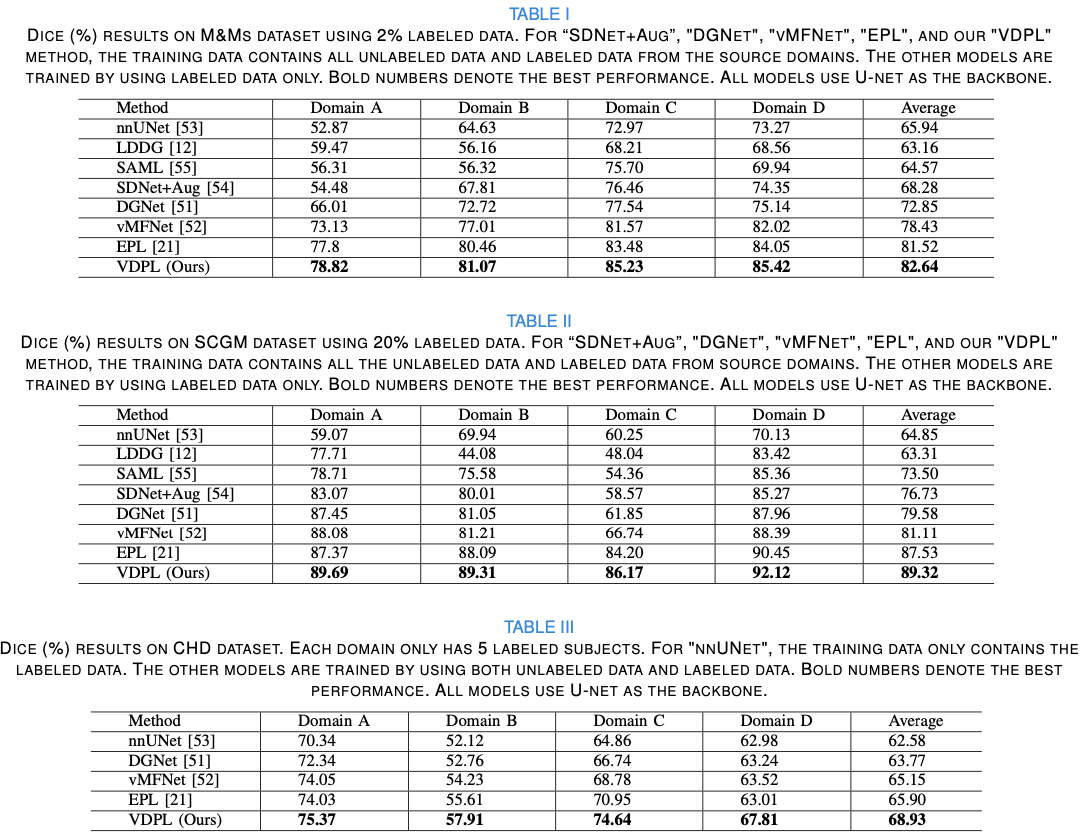 TABLE I
DICE (%) RESULTS ON M&MS DATASET USING 2% LABELED DATA. FOR “SDNET+AUG”, "DGNET", "VMFNET", "EPL", AND OUR "VDPL"
METHOD, THE TRAINING DATA CONTAINS ALL UNLABELED DATA AND LABELED DATA FROM THE SOURCE DOMAINS. THE OTHER MODELS ARE
TRAINED BY USING LABELED DATA ONLY. BOLD NUMBERS DENOTE THE BEST PERFORMANCE. ALL MODELS USE U-NET AS THE BACKBONE.
Method Domain A Domain B Domain C Domain D Average
nnUNet [53] 52.87 64.63 72.97 73.27 65.94
LDDG [12] 59.47 56.16 68.21 68.56 63.16
SAML [55] 56.31 56.32 75.70 69.94 64.57
SDNet+Aug [54] 54.48 67.81 76.46 74.35 68.28
DGNet [51] 66.01 72.72 77.54 75.14 72.85
vMFNet [52] 73.13 77.01 81.57 82.02 78.43
EPL [21] 77.8 80.46 83.48 84.05 81.52
VDPL (Ours) 78.82 81.07 85.23 85.42 82.64
TABLE II
DICE (%) RESULTS ON SCGM DATASET USING 20% LABELED DATA. FOR “SDNET+AUG”, "DGNET", "VMFNET", "EPL", AND OUR "VDPL"
METHOD, THE TRAINING DATA CONTAINS ALL THE UNLABELED DATA AND LABELED DATA FROM SOURCE DOMAINS. THE OTHER MODELS ARE
TRAINED BY USING LABELED DATA ONLY. BOLD NUMBERS DENOTE THE BEST PERFORMANCE. ALL MODELS USE U-NET AS THE BACKBONE.
Method Domain A Domain B Domain C Domain D Average
nnUNet [53] 59.07 69.94 60.25 70.13 64.85
LDDG [12] 77.71 44.08 48.04 83.42 63.31
SAML [55] 78.71 75.58 54.36 85.36 73.50
SDNet+Aug [54] 83.07 80.01 58.57 85.27 76.73
DGNet [51] 87.45 81.05 61.85 87.96 79.58
vMFNet [52] 88.08 81.21 66.74 88.39 81.11
EPL [21] 87.37 88.09 84.20 90.45 87.53
VDPL (Ours) 89.69 89.31 86.17 92.12 89.32
TABLE III
DICE (%) RESULTS ON CHD DATASET. EACH DOMAIN ONLY HAS 5 LABELED SUBJECTS. FOR "NNUNET", THE TRAINING DATA ONLY CONTAINS THE
LABELED DATA. THE OTHER MODELS ARE TRAINED BY USING BOTH UNLABELED DATA AND LABELED DATA. BOLD NUMBERS DENOTE THE BEST
PERFORMANCE. ALL MODELS USE U-NET AS THE BACKBONE.
Method Domain A Domain B Domain C Domain D Average
nnUNet [53] 70.34 52.12 64.86 62.98 62.58
DGNet [51] 72.34 52.76 66.74 63.24 63.77
vMFNet [52] 74.05 54.23 68.78 63.52 65.15
EPL [21] 74.03 55.61 70.95 63.01 65.90
VDPL (Ours) 75.37 57.91 74.64 67.81 68.93